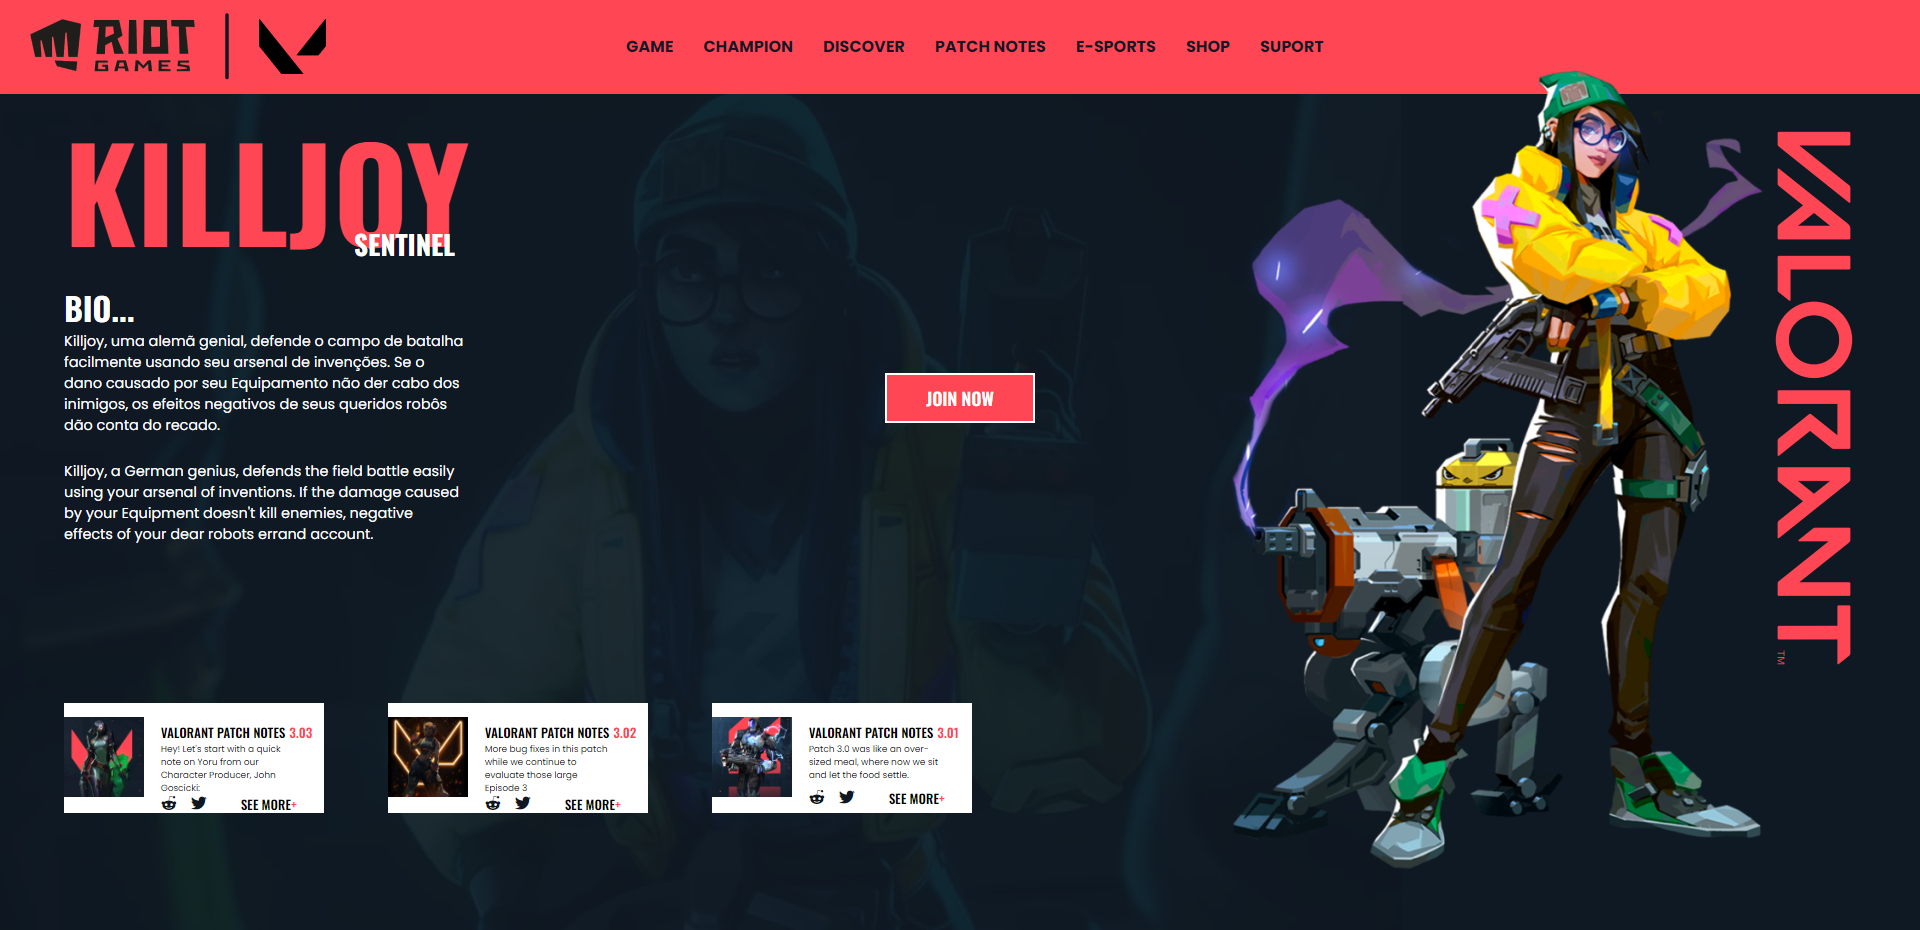 RIOT
GAMES
GAME CHAMPION DISCOVER PATCH NOTES E-SPORTS SHOP SUPORT
KILLJOY
SENTINEL
BIO...
Killjoy, uma alemã genial, defende o campo de batalha
facilmente usando seu arsenal de invenções. Se o
dano causado por seu Equipamento não der cabo dos
inimigos, os efeitos negativos de seus queridos robôs
dão conta do recado.
Killjoy, a German genius, defends the field battle easily
using your arsenal of inventions. If the damage caused
by your Equipment doesn't kill enemies, negative
effects of your dear robots errand account.
JOIN NOW
VALORANT™
VALORANT PATCH NOTES 3.03
Hey! Let's start with a quick
note on Yoru from our
Character Producer, John
Goscicki:
SEE MORE+
VALORANT PATCH NOTES 3.02
More bug fixes in this patch
while we continue to
evaluate those large
Episode 3
SEE MORE+
VALORANT PATCH NOTES 3.01
Patch 3.0 was like an over-
sized meal, where now we sit
and let the food settle.
SEE MORE+